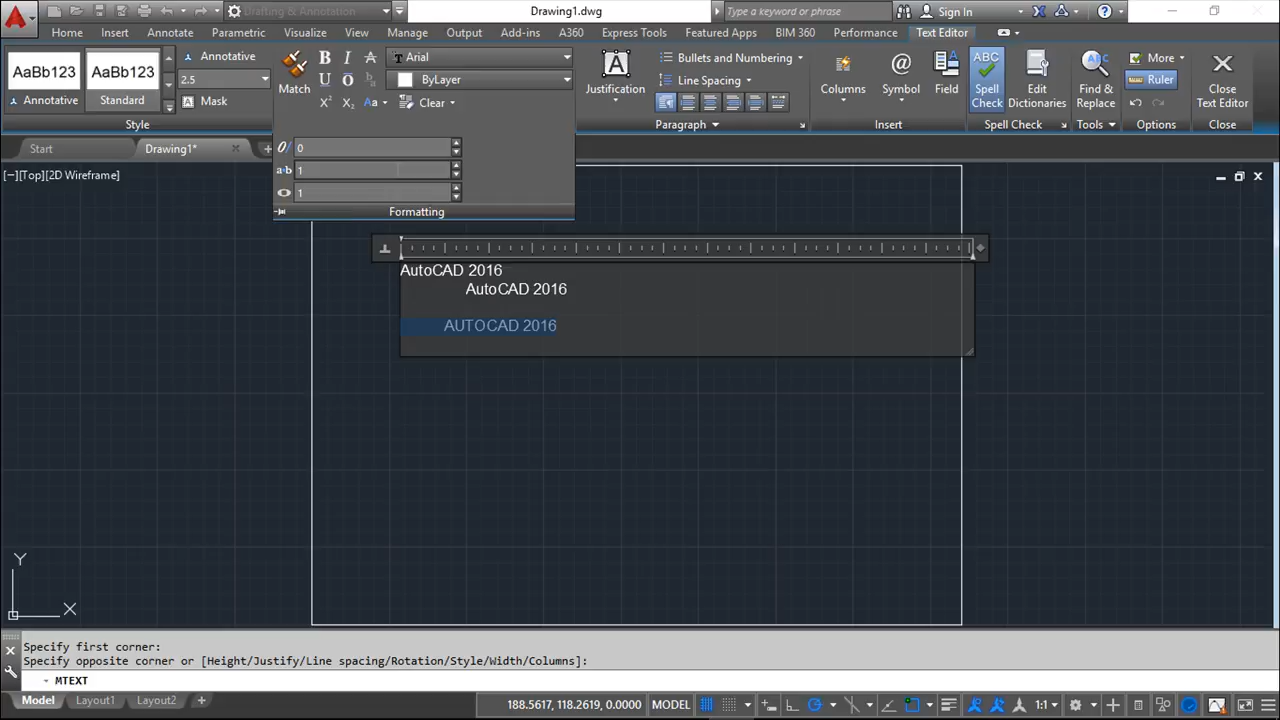 Drafting & Annotation
Drawing1.dwg
Type a keyword or phrase
Sign In
Home Insert Annotate Parametric Visualize View Manage Output Add-ins A360 Express Tools Featured Apps BIM 360 Performance Text Editor
AaBb123
Annotative
AaBb123
Standard
Annotative
2.5
Mask
Style
Match
Arial
ByLayer
Clear
0
1
1
Formatting
Justification
Bullets and Numbering
Line Spacing
Paragraph
Columns
Symbol
Field
Insert
ABC
Spell
Check
Edit
Dictionaries
Spell Check
Find &
Replace
Tools
More
Ruler
Options
Close
Text Editor
Close
Start
Drawing1*
[−][Top][2D Wireframe]
AutoCAD 2016
AutoCAD 2016
AUTOCAD 2016
Y
X
Specify first corner:
Specify opposite corner or [Height/Justify/Line spacing/Rotation/Style/Width/Columns]:
MTEXT
Model Layout1 Layout2 +
188.5617, 118.2619, 0.0000 MODEL
1:1